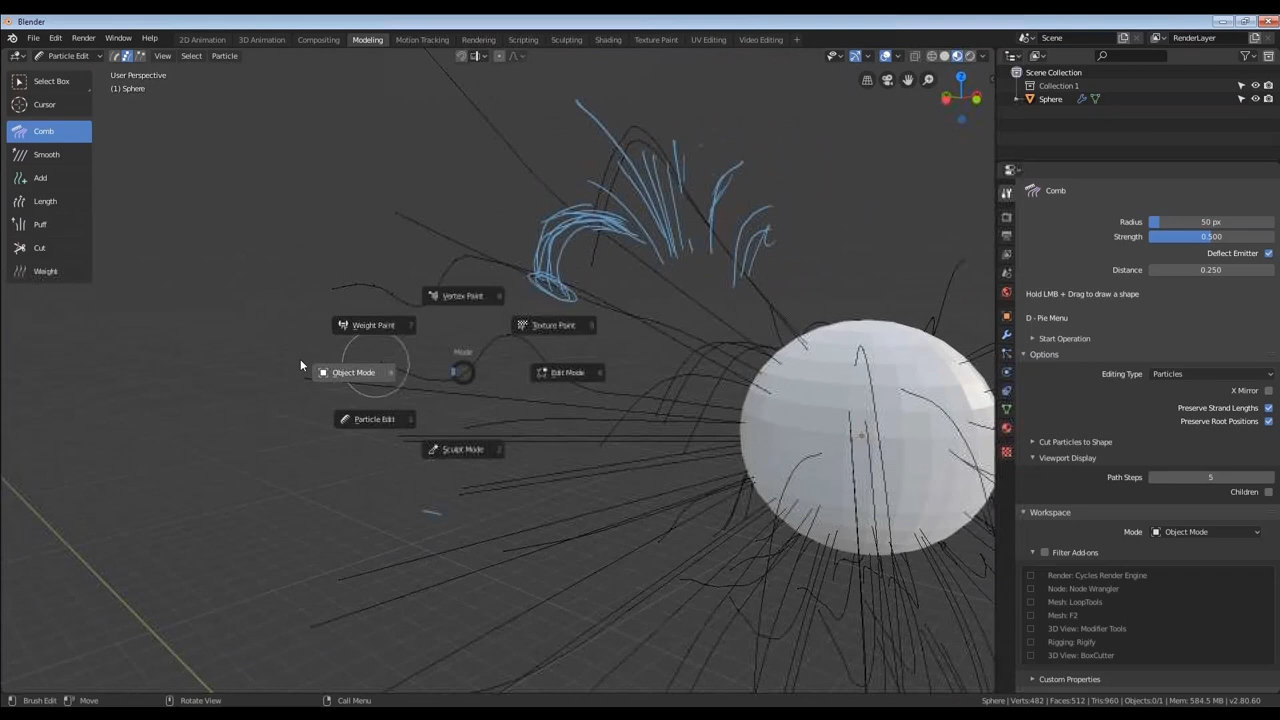 Blender
File Edit Render Window Help
2D Animation 3D Animation Compositing Layout Modeling Motion Tracking Rendering Scripting Sculpting Shading Texture Paint UV Editing Video Editing +
Scene
RenderLayer
Particle Edit View Select Particle
User Perspective
(1) Sphere
Select Box
Cursor
Comb
Smooth
Add
Length
Puff
Cut
Weight
Z
Vertex Paint
Weight Paint
Texture Paint
Mode
Object Mode
Edit Mode
Particle Edit
Sculpt Mode
Scene Collection
Collection 1
Sphere
Comb
Radius 50 px
Strength 0.500
Deflect Emitter
Distance 0.250
Hold LMB + Drag to draw a shape
D - Pie Menu
Start Operation
Options
Editing Type Particles
X Mirror
Preserve Strand Lengths
Preserve Root Positions
Cut Particles to Shape
Viewport Display
Path Steps 5
Children
Workspace
Mode Object Mode
Filter Add-ons
Render: Cycles Render Engine
Node: Node Wrangler
Mesh: LoopTools
Mesh: F2
3D View: Modifier Tools
Rigging: Rigify
3D View: BoxCutter
Custom Properties
Brush Edit Move Rotate View Call Menu
Sphere | Verts:482 | Faces:512 | Tris:960 | Objects:0/1 | Mem: 584.5 MB | v2.80.60